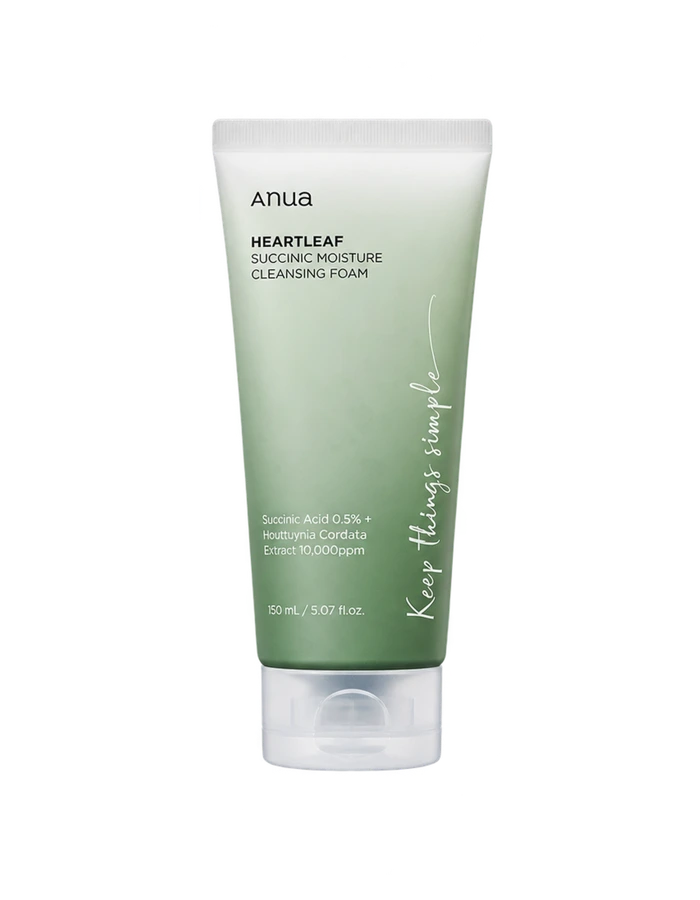 Anua
HEARTLEAF
SUCCINIC MOISTURE
CLEANSING FOAM
Keep things simple
Succinic Acid 0.5% +
Houttuynia Cordata
Extract 10,000ppm
150 mL / 5.07 fl.oz.